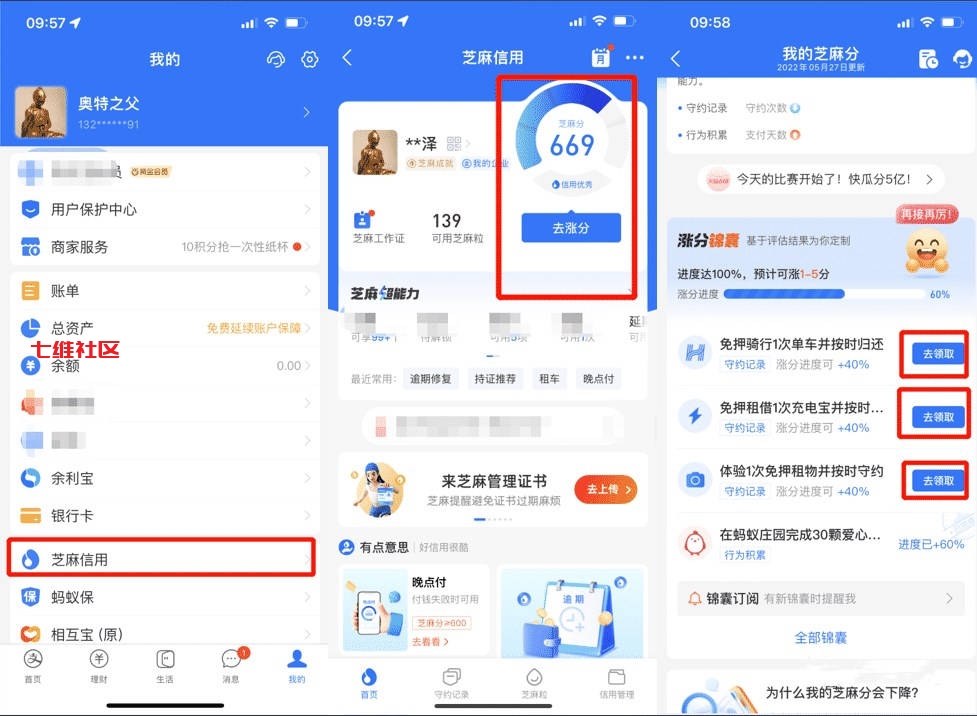 09:57
我的
奥特之父
132******91
员
黄金会员
用户保护中心
商家服务
10积分抢一次性纸杯
账单
总资产
免费延续账户保障
七维社区
余额
0.00
余利宝
银行卡
芝麻信用
蚂蚁保
相互宝 (原)
首页
理财
生活
1
消息
我的
09:57
芝麻信用
月
**泽
芝麻成就
我的企业
芝麻分
669
信用优秀
去涨分
芝麻工作证
139
可用芝麻粒
芝麻超能力
可享99+个
待解锁
可用5项
可用1次
延期
可用
最近常用:
逾期修复
持证推荐
租车
晚点付
来芝麻管理证书
芝麻提醒避免证书过期麻烦
去上传
有点意思
好信用很酷
晚点付
付钱失败时可用
芝麻分≥600
去看看
逾期
首页
守约记录
芝麻粒
信用管理
09:58
我的芝麻分
2022年05月27日更新
能力。
守约记录
守约次数
行为积累
支付天数
今天的比赛开始了！快瓜分5亿！
再接再厉!
涨分锦囊
基于评估结果为你定制
进度达100%，预计可涨1-5分
涨分进度
60%
免押骑行1次单车并按时归还
守约记录
涨分进度可 +40%
去领取
免押租借1次充电宝并按时...
守约记录
涨分进度可 +40%
去领取
体验1次免押租物并按时守约
守约记录
涨分进度可 +40%
去领取
在蚂蚁庄园完成30颗爱心...
行为积累
进度已+60%
锦囊订阅
有新锦囊时提醒我
全部锦囊
为什么我的芝麻分会下降?